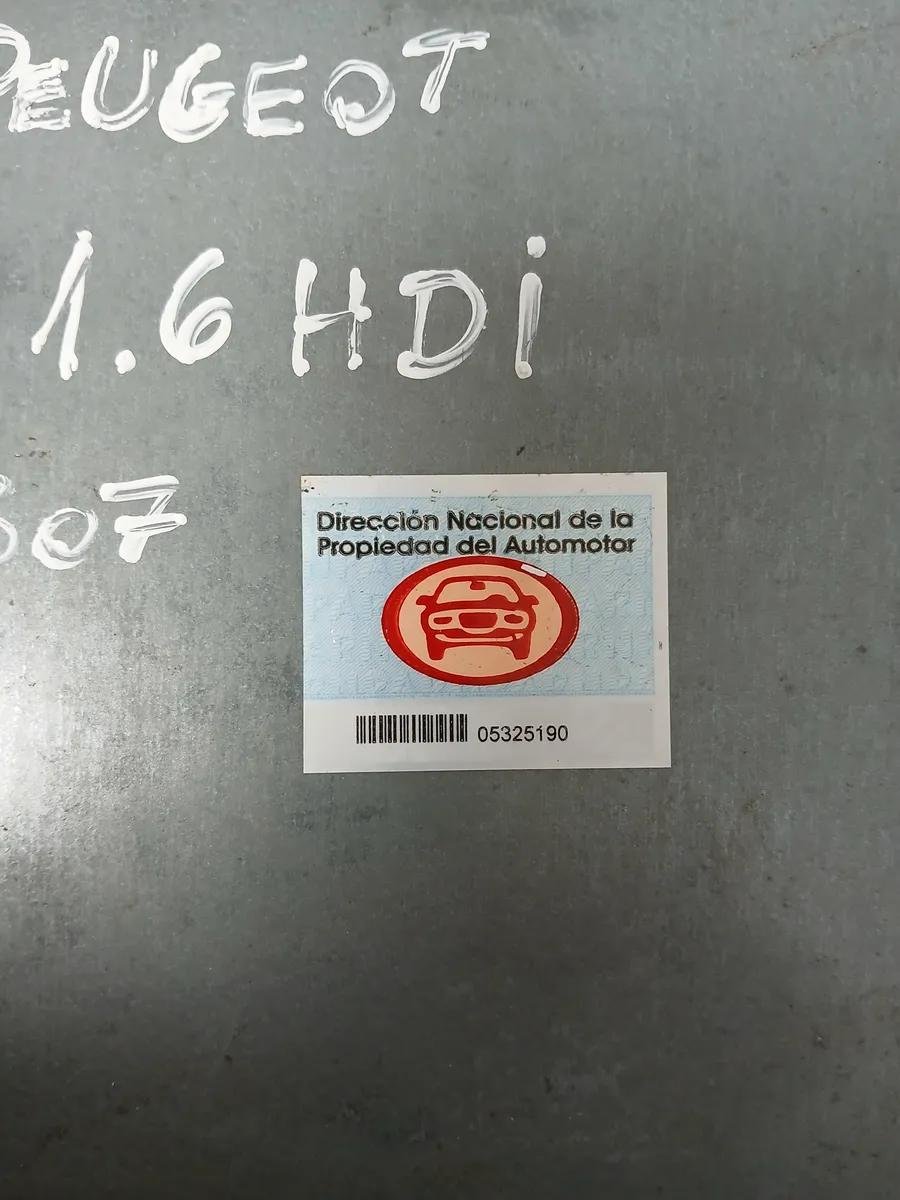 PEUGEOT
1.6 HDi
07
Dirección Nacional de la
Propiedad del Automotor
05325190